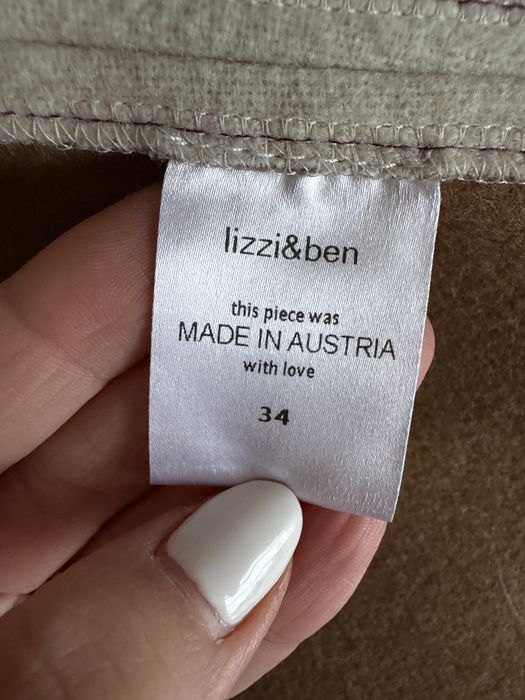 lizzi&ben
this piece was
MADE IN AUSTRIA
with love
34